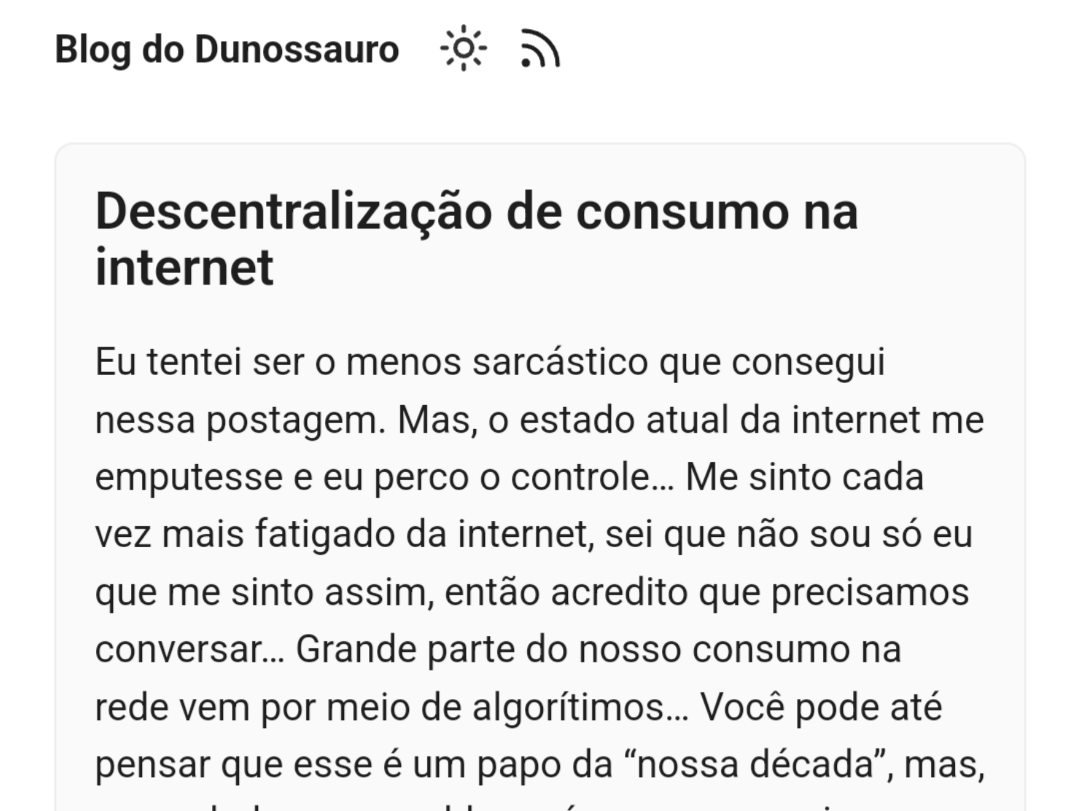 Blog do Dunossauro
Descentralização de consumo na
internet
Eu tentei ser o menos sarcástico que consegui
nessa postagem. Mas, o estado atual da internet me
emputesse e eu perco o controle… Me sinto cada
vez mais fatigado da internet, sei que não sou só eu
que me sinto assim, então acredito que precisamos
conversar… Grande parte do nosso consumo na
rede vem por meio de algorítimos… Você pode até
pensar que esse é um papo da “nossa década”, mas,